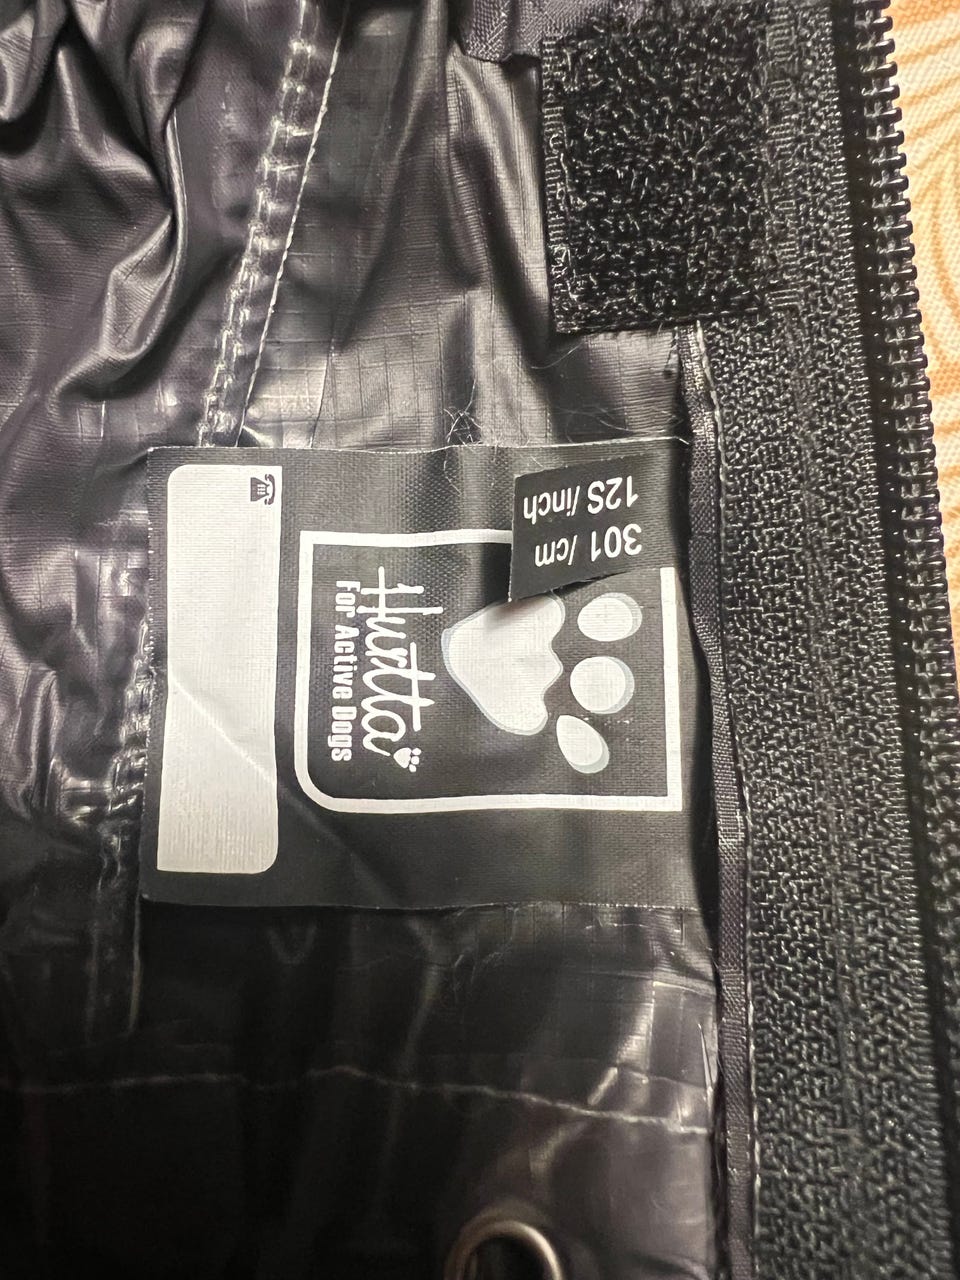 Hurtta
For Active Dogs
301 /cm
12S /inch